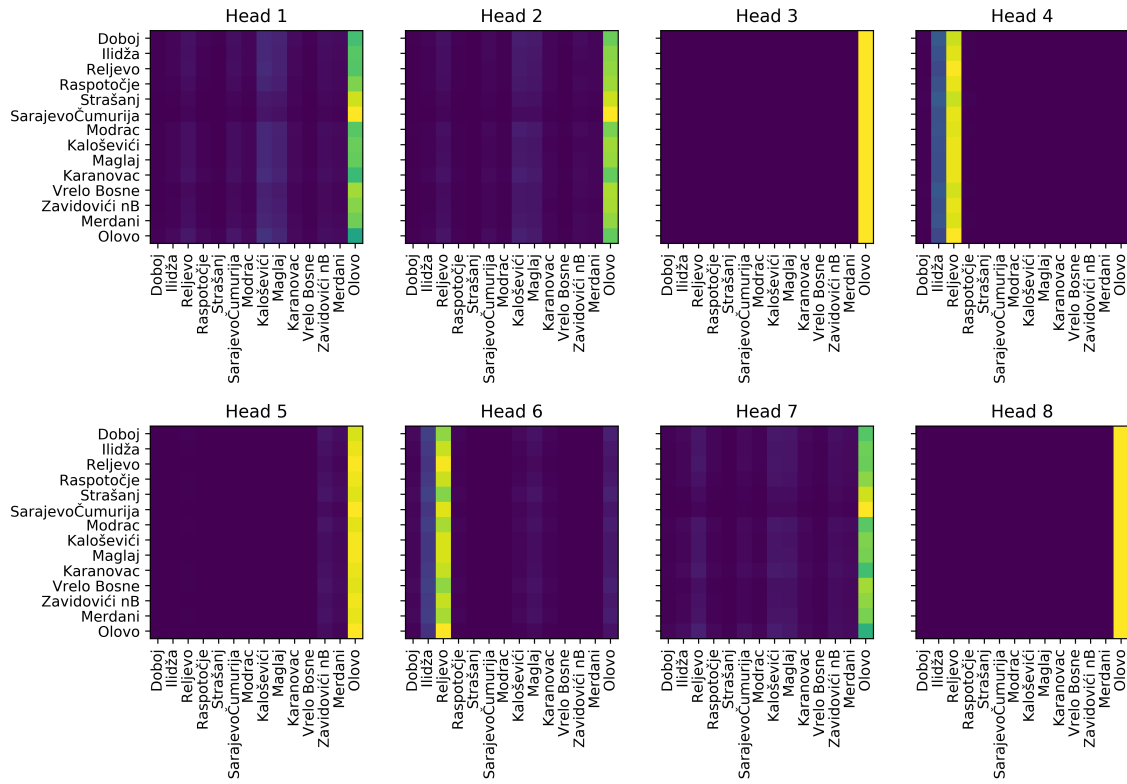 Head 1
Head 2
Head 3
Head 4
Doboj
Ilidža
Reljevo
Raspotočje
Strašanj
SarajevoČumurija
Modrac
Kaloševići
Maglaj
Karanovac
Vrelo Bosne
Zavidovići nB
Merdani
Olovo
Doboj
Ilidža
Reljevo
Raspotočje
Strašanj
SarajevoČumurija
Modrac
Kaloševići
Maglaj
Karanovac
Vrelo Bosne
Zavidovići nB
Merdani
Olovo
Doboj
Ilidža
Reljevo
Raspotočje
Strašanj
SarajevoČumurija
Modrac
Kaloševići
Maglaj
Karanovac
Vrelo Bosne
Zavidovići nB
Merdani
Olovo
Doboj
Ilidža
Reljevo
Raspotočje
Strašanj
SarajevoČumurija
Modrac
Kaloševići
Maglaj
Karanovac
Vrelo Bosne
Zavidovići nB
Merdani
Olovo
Doboj
Ilidža
Reljevo
Raspotočje
Strašanj
SarajevoČumurija
Modrac
Kaloševići
Maglaj
Karanovac
Vrelo Bosne
Zavidovići nB
Merdani
Olovo
Head 5
Head 6
Head 7
Head 8
Doboj
Ilidža
Reljevo
Raspotočje
Strašanj
SarajevoČumurija
Modrac
Kaloševići
Maglaj
Karanovac
Vrelo Bosne
Zavidovići nB
Merdani
Olovo
Doboj
Ilidža
Reljevo
Raspotočje
Strašanj
SarajevoČumurija
Modrac
Kaloševići
Maglaj
Karanovac
Vrelo Bosne
Zavidovići nB
Merdani
Olovo
Doboj
Ilidža
Reljevo
Raspotočje
Strašanj
SarajevoČumurija
Modrac
Kaloševići
Maglaj
Karanovac
Vrelo Bosne
Zavidovići nB
Merdani
Olovo
Doboj
Ilidža
Reljevo
Raspotočje
Strašanj
SarajevoČumurija
Modrac
Kaloševići
Maglaj
Karanovac
Vrelo Bosne
Zavidovići nB
Merdani
Olovo
Doboj
Ilidža
Reljevo
Raspotočje
Strašanj
SarajevoČumurija
Modrac
Kaloševići
Maglaj
Karanovac
Vrelo Bosne
Zavidovići nB
Merdani
Olovo